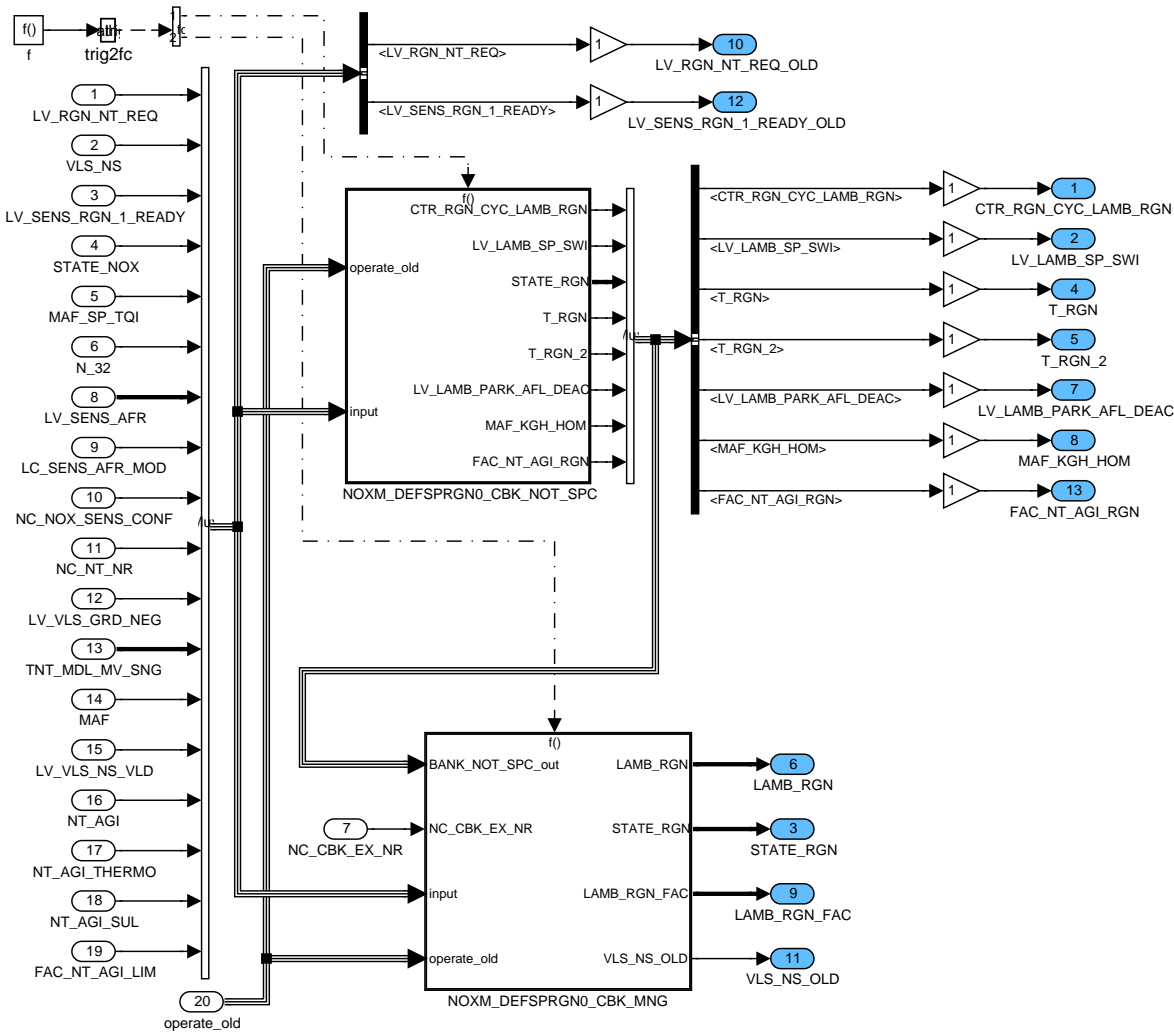 f()
f
trig2fc
1
2
1
LV_RGN_NT_REQ
2
VLS_NS
3
LV_SENS_RGN_1_READY
4
STATE_NOX
5
MAF_SP_TQI
6
N_32
8
LV_SENS_AFR
9
LC_SENS_AFR_MOD
10
NC_NOX_SENS_CONF
11
NC_NT_NR
12
LV_VLS_GRD_NEG
13
TNT_MDL_MV_SNG
14
MAF
15
LV_VLS_NS_VLD
16
NT_AGI
17
NT_AGI_THERMO
18
NT_AGI_SUL
19
FAC_NT_AGI_LIM
20
operate_old
<LV_RGN_NT_REQ>
1
10
LV_RGN_NT_REQ_OLD
<LV_SENS_RGN_1_READY>
1
12
LV_SENS_RGN_1_READY_OLD
f()
operate_old
input
CTR_RGN_CYC_LAMB_RGN
LV_LAMB_SP_SWI
STATE_RGN
T_RGN
T_RGN_2
LV_LAMB_PARK_AFL_DEAC
MAF_KGH_HOM
FAC_NT_AGI_RGN
NOXM_DEFSPRGN0_CBK_NOT_SPC
<CTR_RGN_CYC_LAMB_RGN>
1
1
CTR_RGN_CYC_LAMB_RGN
<LV_LAMB_SP_SWI>
1
2
LV_LAMB_SP_SWI
<T_RGN>
1
4
T_RGN
<T_RGN_2>
1
5
T_RGN_2
<LV_LAMB_PARK_AFL_DEAC>
1
7
LV_LAMB_PARK_AFL_DEAC
<MAF_KGH_HOM>
1
8
MAF_KGH_HOM
<FAC_NT_AGI_RGN>
1
13
FAC_NT_AGI_RGN
7
NC_CBK_EX_NR
f()
BANK_NOT_SPC_out
NC_CBK_EX_NR
input
operate_old
LAMB_RGN
STATE_RGN
LAMB_RGN_FAC
VLS_NS_OLD
NOXM_DEFSPRGN0_CBK_MNG
6
LAMB_RGN
3
STATE_RGN
9
LAMB_RGN_FAC
11
VLS_NS_OLD